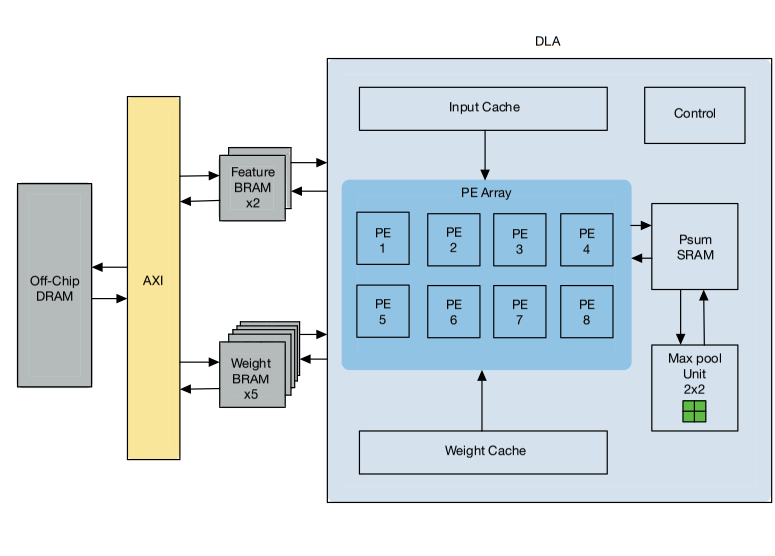 DLA
Input Cache
Control
Feature
BRAM
x2
PE Array
PE
1
PE
2
PE
3
PE
4
Psum
SRAM
Off-Chip
DRAM
AXI
PE
5
PE
6
PE
7
PE
8
Weight
BRAM
x5
Max pool
Unit
2x2
Weight Cache